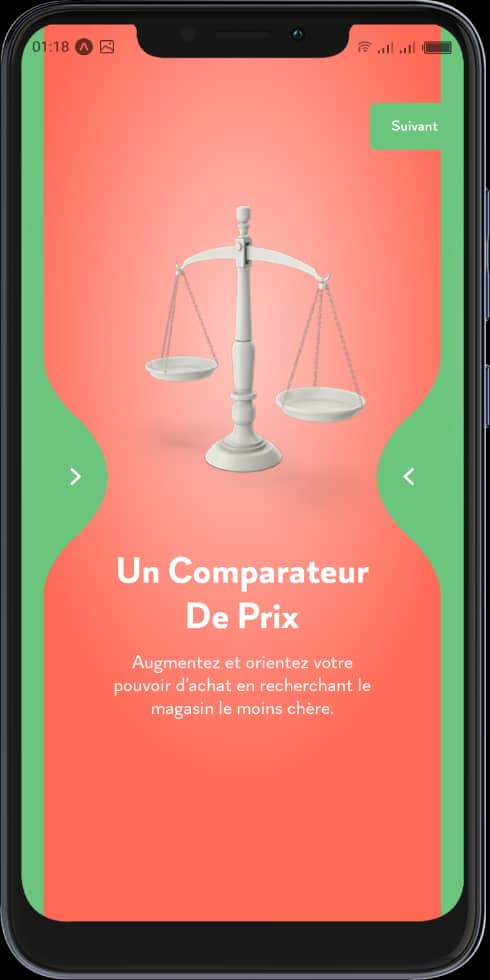 01:18
Suivant
Un Comparateur
De Prix
Augmentez et orientez votre
pouvoir d'achat en recherchant le
magasin le moins chère.